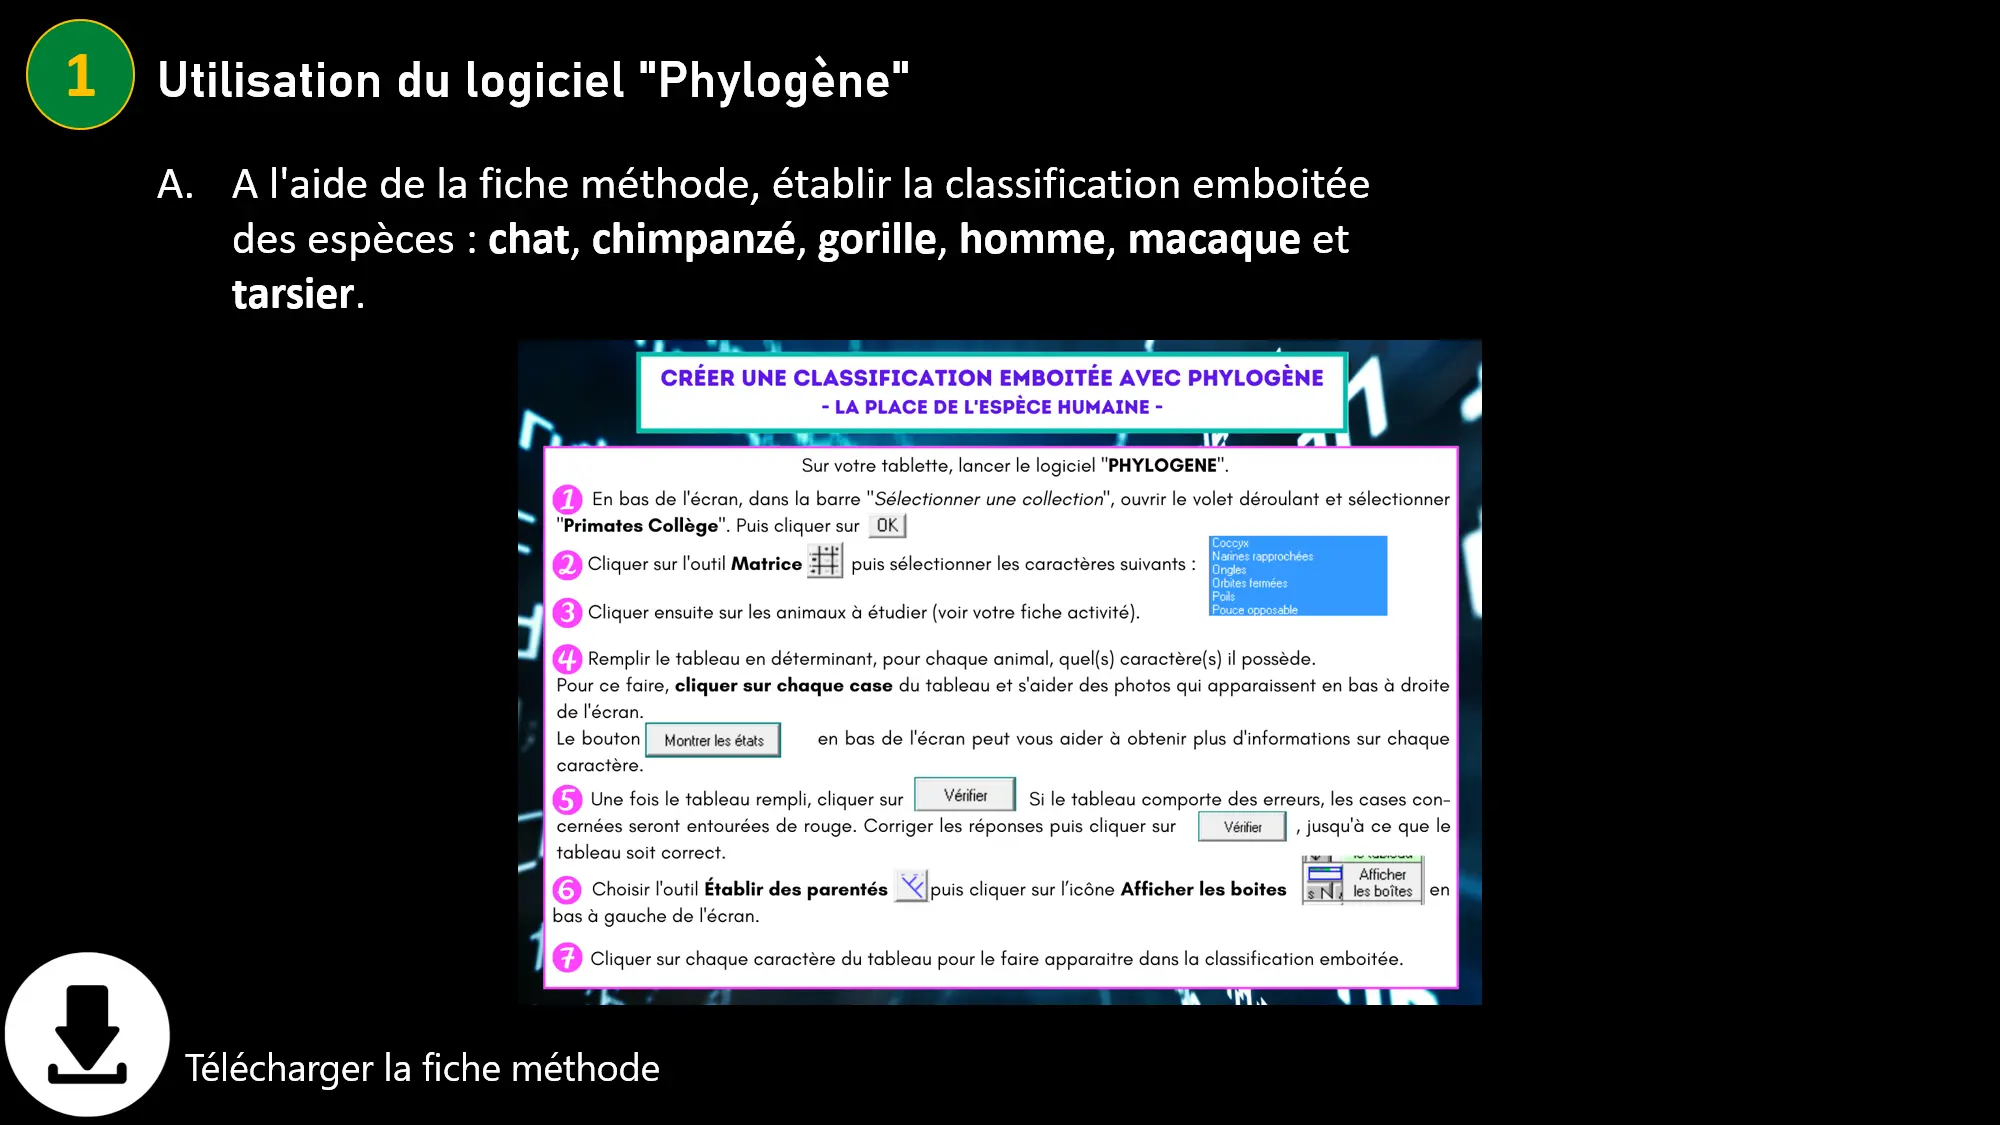 1
Utilisation du logiciel "Phylogène"
A. A l'aide de la fiche méthode, établir la classification emboitée
des espèces : chat, chimpanzé, gorille, homme, macaque et
tarsier.
CRÉER UNE CLASSIFICATION EMBOITÉE AVEC PHYLOGÈNE
- LA PLACE DE L'ESPÈCE HUMAINE -
Sur votre tablette, lancer le logiciel "PHYLOGENE".
1 En bas de l'écran, dans la barre "Sélectionner une collection", ouvrir le volet déroulant et sélectionner
"Primates Collège". Puis cliquer sur OK
2 Cliquer sur l'outil Matrice puis sélectionner les caractères suivants :
Coccyx
Narines rapprochées
Ongles
Orbites fermées
Poils
Pouce opposable
3 Cliquer ensuite sur les animaux à étudier (voir votre fiche activité).
4 Remplir le tableau en déterminant, pour chaque animal, quel(s) caractère(s) il possède.
Pour ce faire, cliquer sur chaque case du tableau et s'aider des photos qui apparaissent en bas à droite
de l'écran.
Le bouton Montrer les états en bas de l'écran peut vous aider à obtenir plus d'informations sur chaque
caractère.
5 Une fois le tableau rempli, cliquer sur Vérifier Si le tableau comporte des erreurs, les cases con-
cernées seront entourées de rouge. Corriger les réponses puis cliquer sur Vérifier , jusqu'à ce que le
tableau soit correct.
6 Choisir l'outil Établir des parentés puis cliquer sur l'icône Afficher les boites Afficher les boîtes en
bas à gauche de l'écran.
7 Cliquer sur chaque caractère du tableau pour le faire apparaitre dans la classification emboitée.
Télécharger la fiche méthode